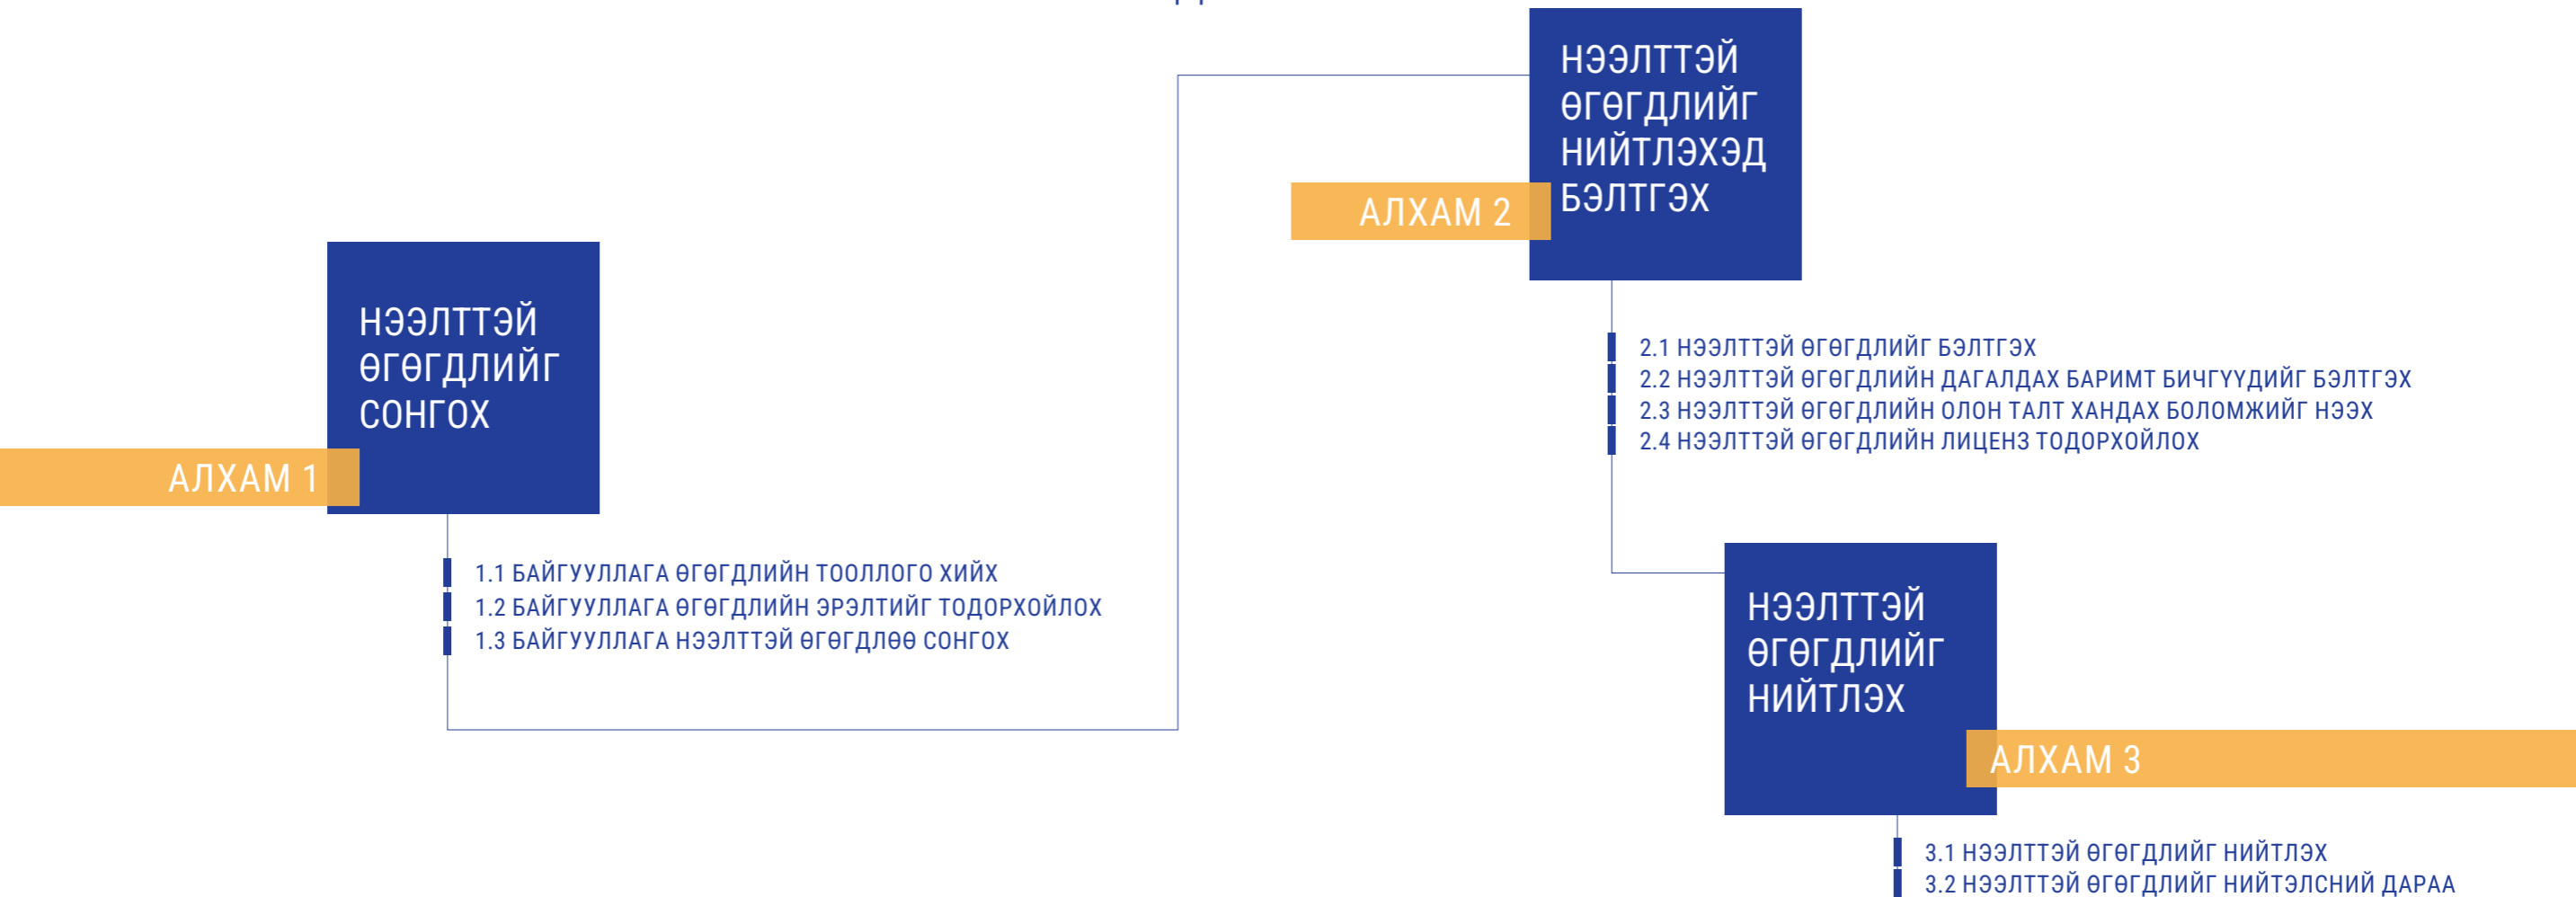 НЭЭЛТТЭЙ
ӨГӨГДЛИЙГ
СОНГОХ
АЛХАМ 1
1.1 БАЙГУУЛЛАГА ӨГӨГДЛИЙН ТООЛЛОГО ХИЙХ
1.2 БАЙГУУЛЛАГА ӨГӨГДЛИЙН ЭРЭЛТИЙГ ТОДОРХОЙЛОХ
1.3 БАЙГУУЛЛАГА НЭЭЛТТЭЙ ӨГӨГДЛӨӨ СОНГОХ
НЭЭЛТТЭЙ
ӨГӨГДЛИЙГ
НИЙТЛЭХЭД
БЭЛТГЭХ
АЛХАМ 2
2.1 НЭЭЛТТЭЙ ӨГӨГДЛИЙГ БЭЛТГЭХ
2.2 НЭЭЛТТЭЙ ӨГӨГДЛИЙН ДАГАЛДАХ БАРИМТ БИЧГҮҮДИЙГ БЭЛТГЭХ
2.3 НЭЭЛТТЭЙ ӨГӨГДЛИЙН ОЛОН ТАЛТ ХАНДАХ БОЛОМЖИЙГ НЭЭХ
2.4 НЭЭЛТТЭЙ ӨГӨГДЛИЙН ЛИЦЕНЗ ТОДОРХОЙЛОХ
НЭЭЛТТЭЙ
ӨГӨГДЛИЙГ
НИЙТЛЭХ
АЛХАМ 3
3.1 НЭЭЛТТЭЙ ӨГӨГДЛИЙГ НИЙТЛЭХ
3.2 НЭЭЛТТЭЙ ӨГӨГДЛИЙГ НИЙТЭЛСНИЙ ДАРАА